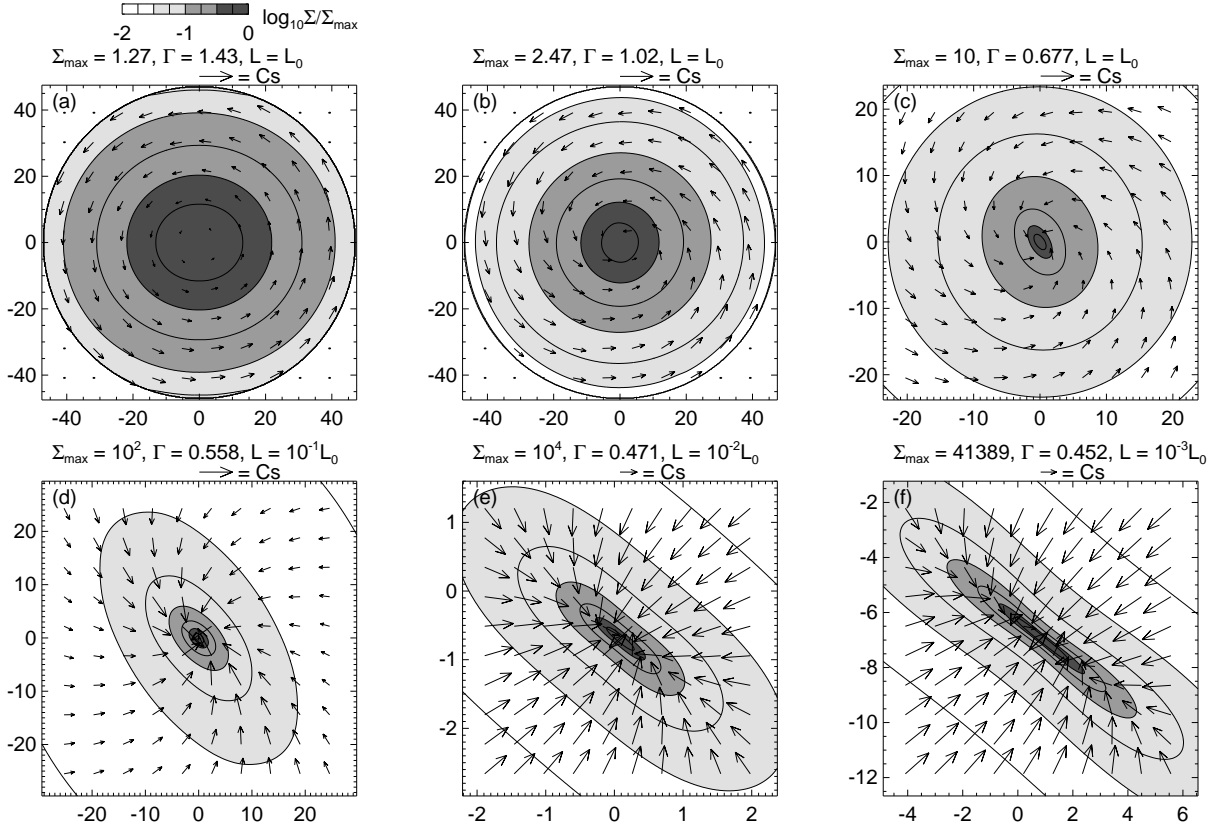 -2 -1 0 log₁₀Σ/Σmax
Σmax = 1.27, Γ = 1.43, L = L₀
= Cs
Σmax = 2.47, Γ = 1.02, L = L₀
= Cs
Σmax = 10, Γ = 0.677, L = L₀
= Cs
(a)
40
20
0
-20
-40
-40 -20 0 20 40
(b)
40
20
0
-20
-40
-40 -20 0 20 40
(c)
20
10
0
-10
-20
-20 -10 0 10 20
Σmax = 10², Γ = 0.558, L = 10⁻¹L₀
= Cs
Σmax = 10⁴, Γ = 0.471, L = 10⁻²L₀
= Cs
Σmax = 41389, Γ = 0.452, L = 10⁻³L₀
= Cs
(d)
20
10
0
-10
-20
-20 -10 0 10 20
(e)
1
0
-1
-2
-2 -1 0 1 2
(f)
-2
-4
-6
-8
-10
-12
-4 -2 0 2 4 6